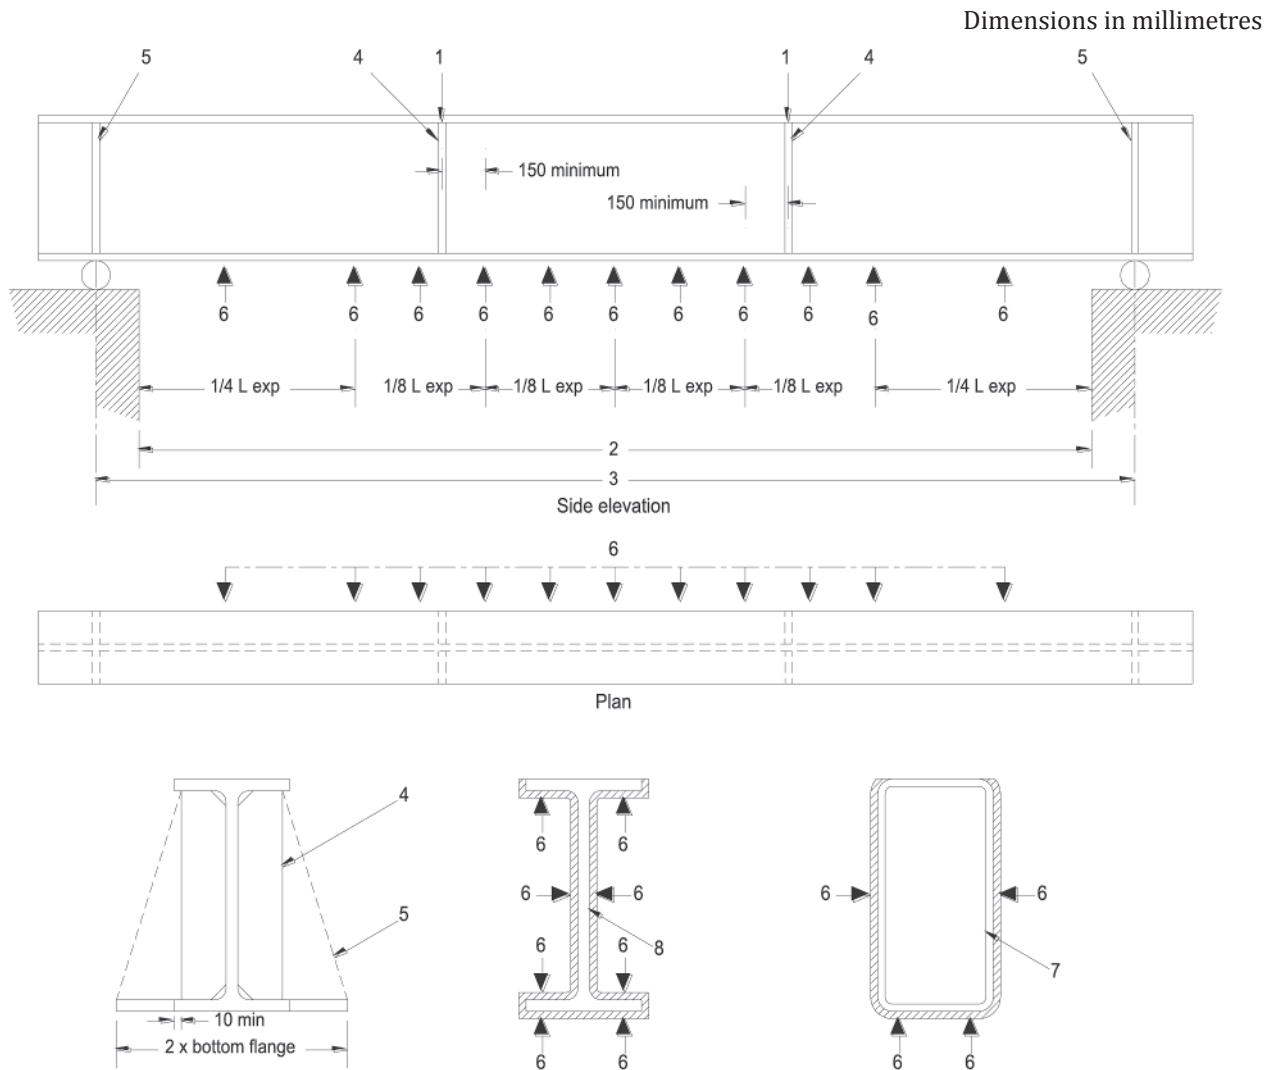 Dimensions in millimetres
5 4 1 1 4 5
150 minimum
150 minimum
6 6 6 6 6 6 6 6 6 6 6
1/4 L exp 1/8 L exp 1/8 L exp 1/8 L exp 1/8 L exp 1/4 L exp
2
3
Side elevation
6
Plan
4
6 6
6 6 6 6
5
6 6
8
7
10 min
2 x bottom flange
6 6 6 6